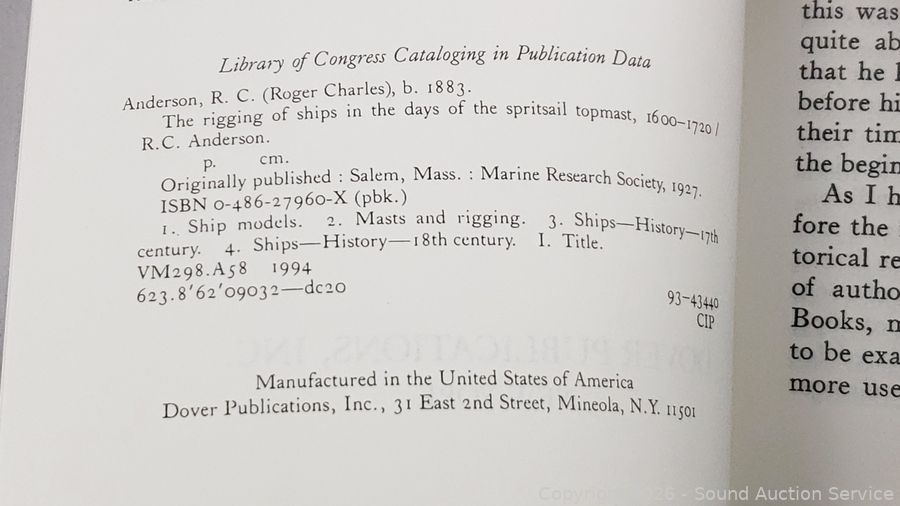 Library of Congress Cataloging in Publication Data
Anderson, R. C. (Roger Charles), b. 1883.
The rigging of ships in the days of the spritsail topmast, 1600–1720 /
R.C. Anderson.
p. cm.
Originally published : Salem, Mass. : Marine Research Society, 1927.
ISBN 0-486-27960-X (pbk.)
1. Ship models. 2. Masts and rigging. 3. Ships—History—17th
century. 4. Ships—History—18th century. I. Title.
VM298.A58 1994
623.8'62'09032—dc20
93-43440
CIP
DOVER PUBLICATIONS, INC.
Manufactured in the United States of America
Dover Publications, Inc., 31 East 2nd Street, Mineola, N.Y. 11501
this was
quite ab
that he
before hi
their tim
the begin
As I h
fore the
torical re
of autho
Books, m
to be exa
more use
Copyright 2026 - Sound Auction Service